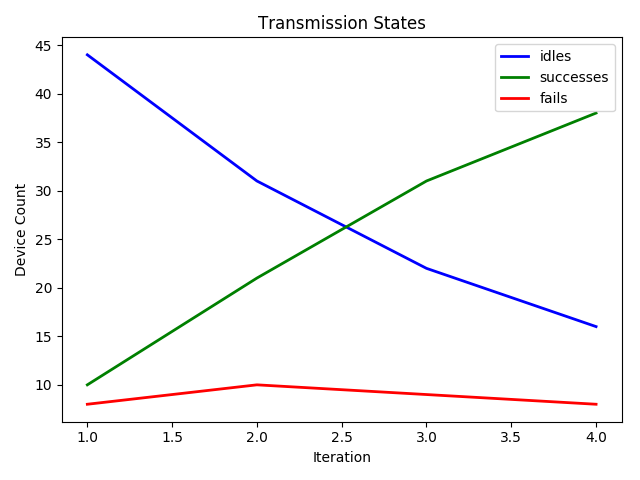 Transmission States
45
40
35
30
25
20
15
10
Device Count
idles
successes
fails
1.0 1.5 2.0 2.5 3.0 3.5 4.0
Iteration